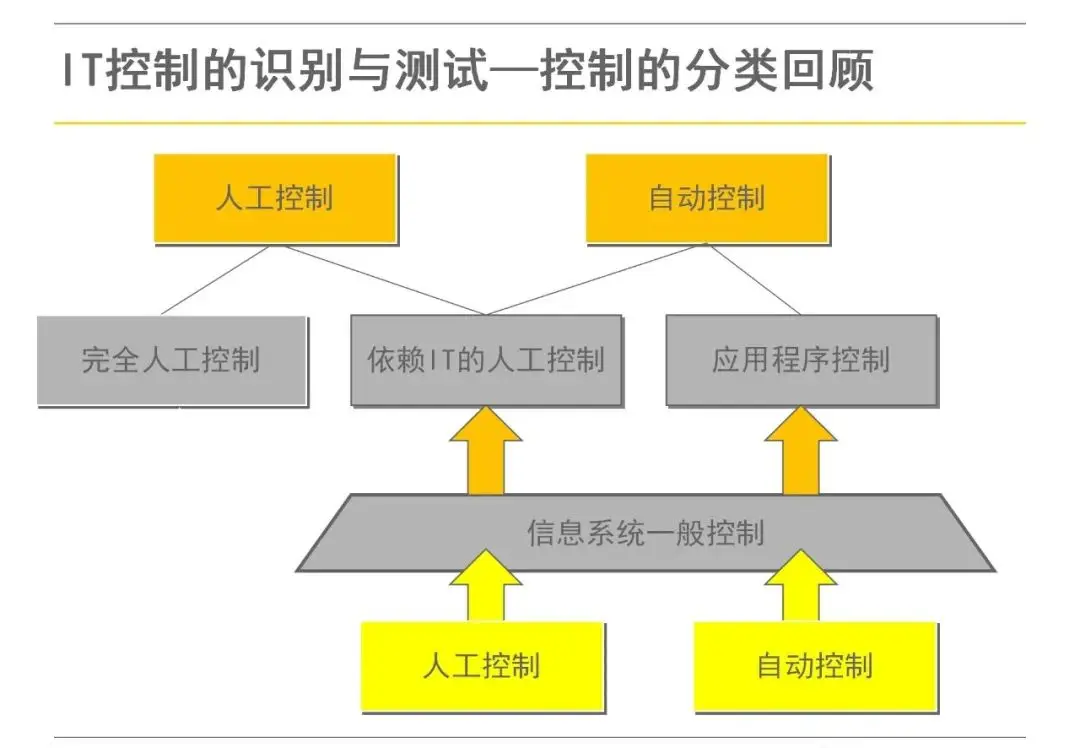 IT控制的识别与测试—控制的分类回顾
人工控制
自动控制
完全人工控制
依赖IT的人工控制
应用程序控制
信息系统一般控制
人工控制
自动控制